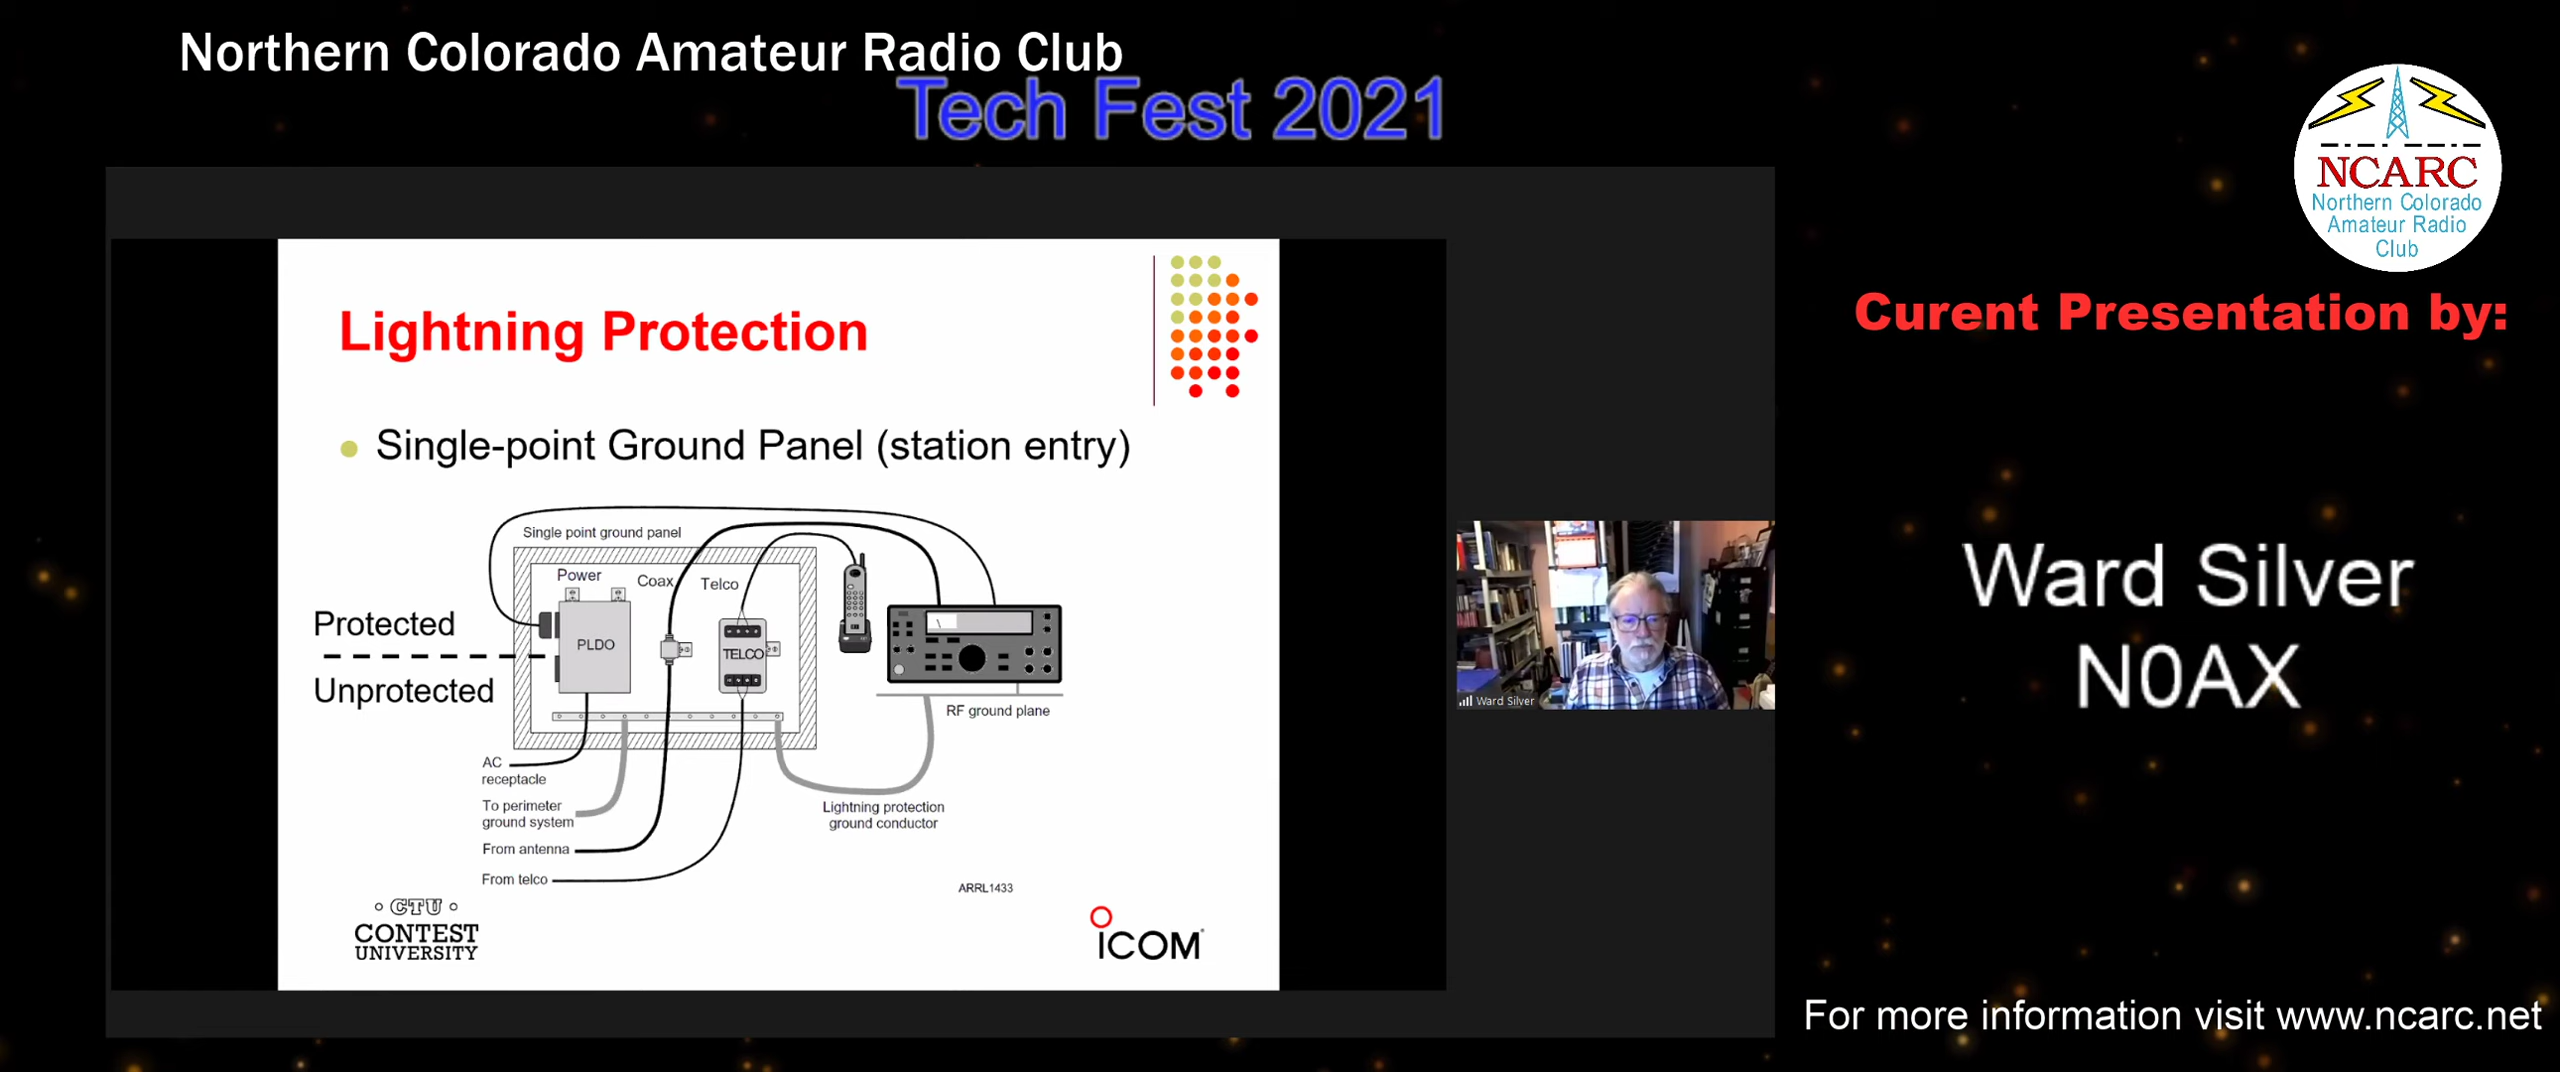 Northern Colorado Amateur Radio Club
Tech Fest 2021
NCARC
Northern Colorado
Amateur Radio
Club
Curent Presentation by:
Ward Silver
N0AX
For more information visit www.ncarc.net
Lightning Protection
Single-point Ground Panel (station entry)
Single point ground panel
Power
Coax
Telco
Protected
PLDO
TELCO
Unprotected
RF ground plane
AC
receptacle
To perimeter
ground system
Lightning protection
ground conductor
From antenna
From telco
ARRL1433
CTU
CONTEST
UNIVERSITY
ICOM
Ward Silver